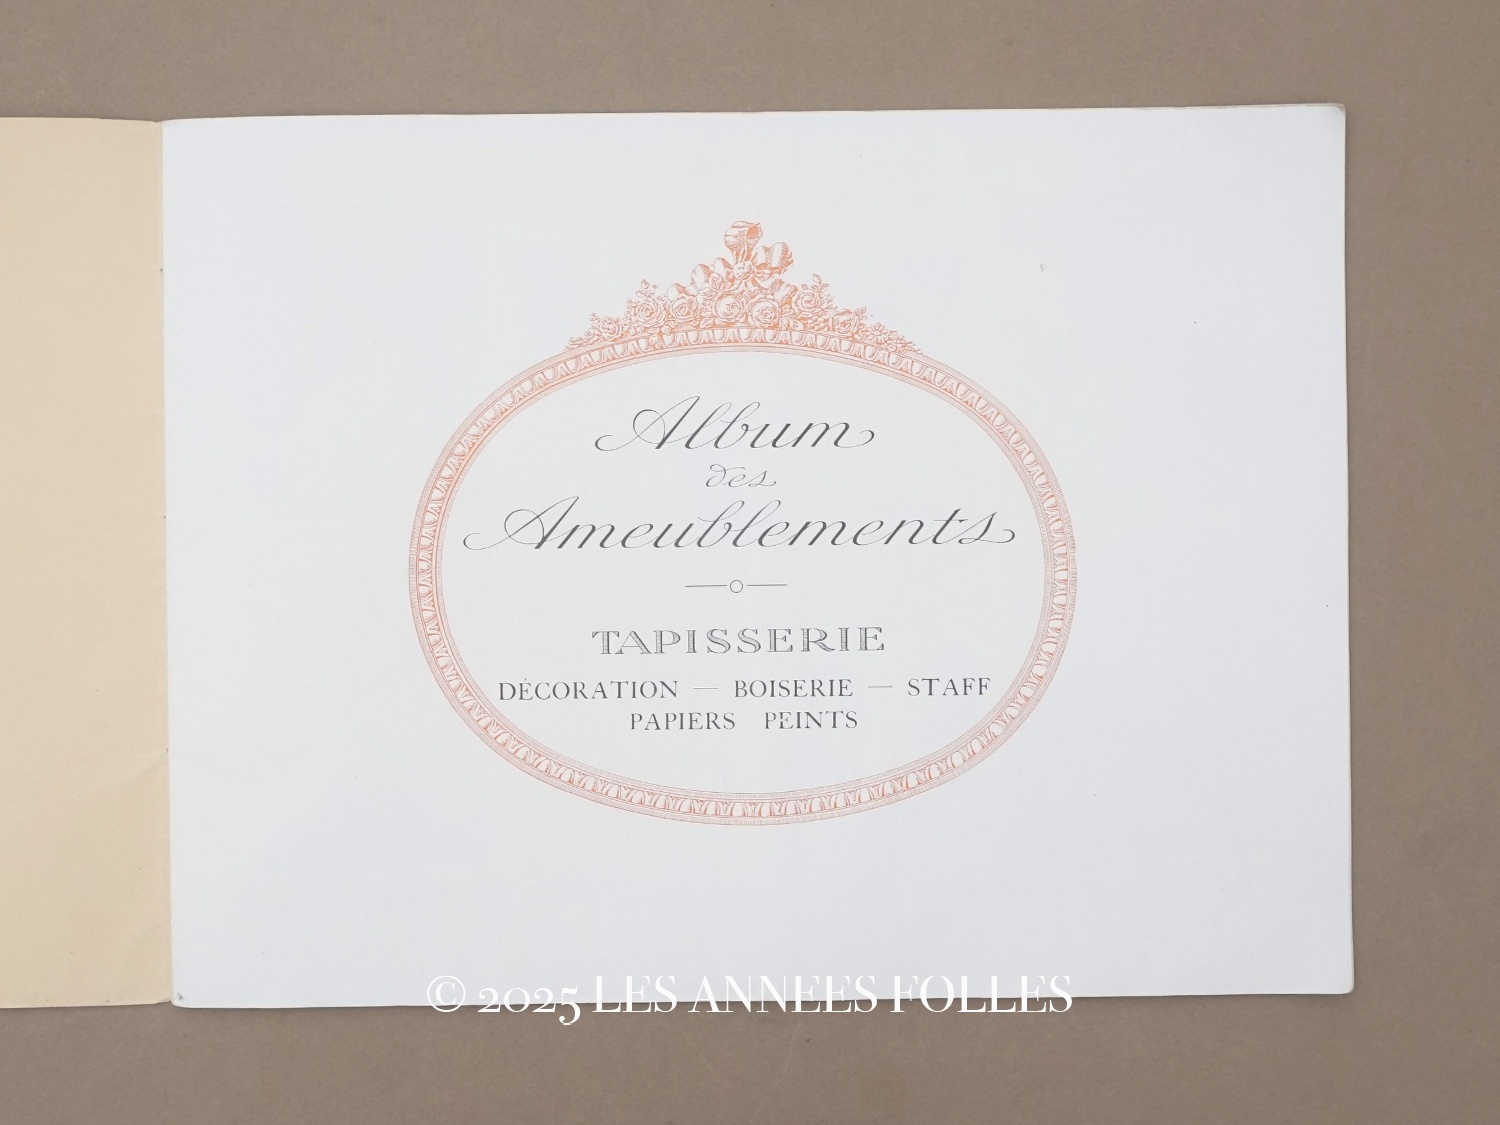 Album
des
Ameublements
TAPISSERIE
DÉCORATION — BOISERIE — STAFF
PAPIERS PEINTS
© 2025 LES ANNEES FOLLES